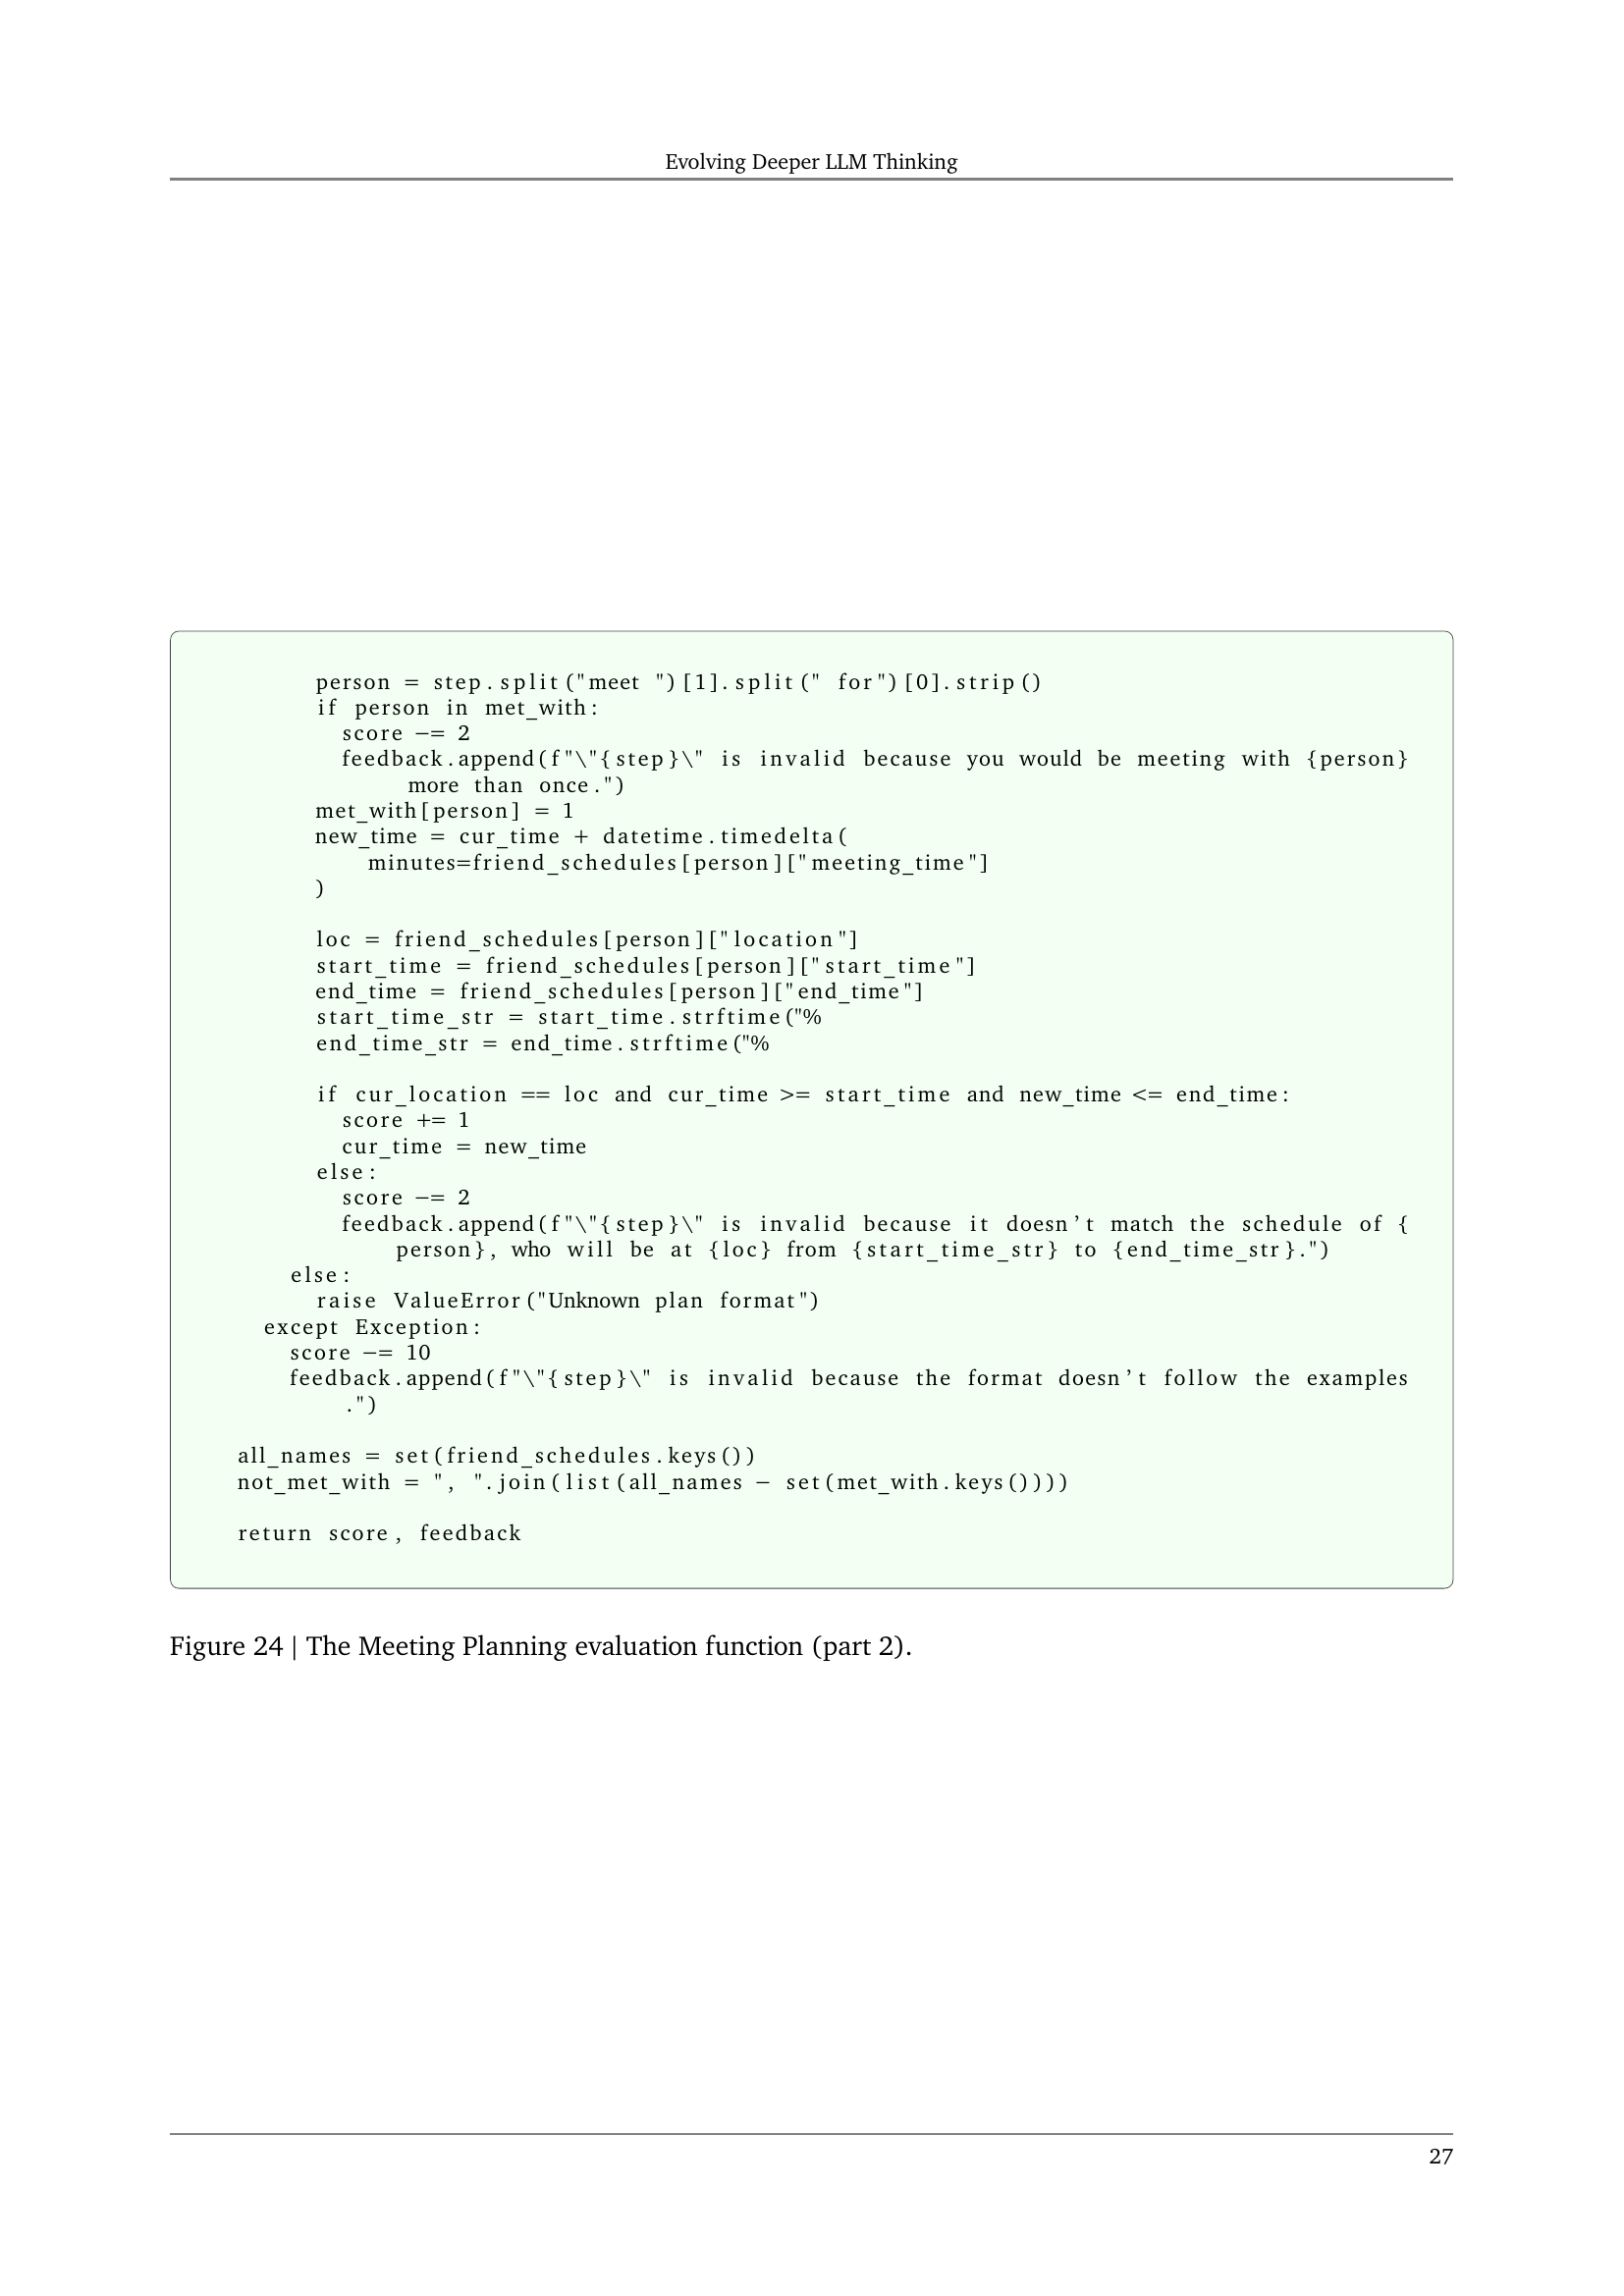 Evolving Deeper LLM Thinking
person = step.split("meet ")[1].split(" for")[0].strip()
if person in met_with:
score −= 2
feedback.append(f"\"{step}\" is invalid because you would be meeting with {person}
more than once.")
met_with[person] = 1
new_time = cur_time + datetime.timedelta(
minutes=friend_schedules[person]["meeting_time"]
)
loc = friend_schedules[person]["location"]
start_time = friend_schedules[person]["start_time"]
end_time = friend_schedules[person]["end_time"]
start_time_str = start_time.strftime("%
end_time_str = end_time.strftime("%
if cur_location == loc and cur_time >= start_time and new_time <= end_time:
score += 1
cur_time = new_time
else:
score −= 2
feedback.append(f"\"{step}\" is invalid because it doesn't match the schedule of {
person}, who will be at {loc} from {start_time_str} to {end_time_str}.")
else:
raise ValueError("Unknown plan format")
except Exception:
score −= 10
feedback.append(f"\"{step}\" is invalid because the format doesn't follow the examples
.")
all_names = set(friend_schedules.keys())
not_met_with = ", ".join(list(all_names − set(met_with.keys())))
return score, feedback
Figure 24 | The Meeting Planning evaluation function (part 2).
27